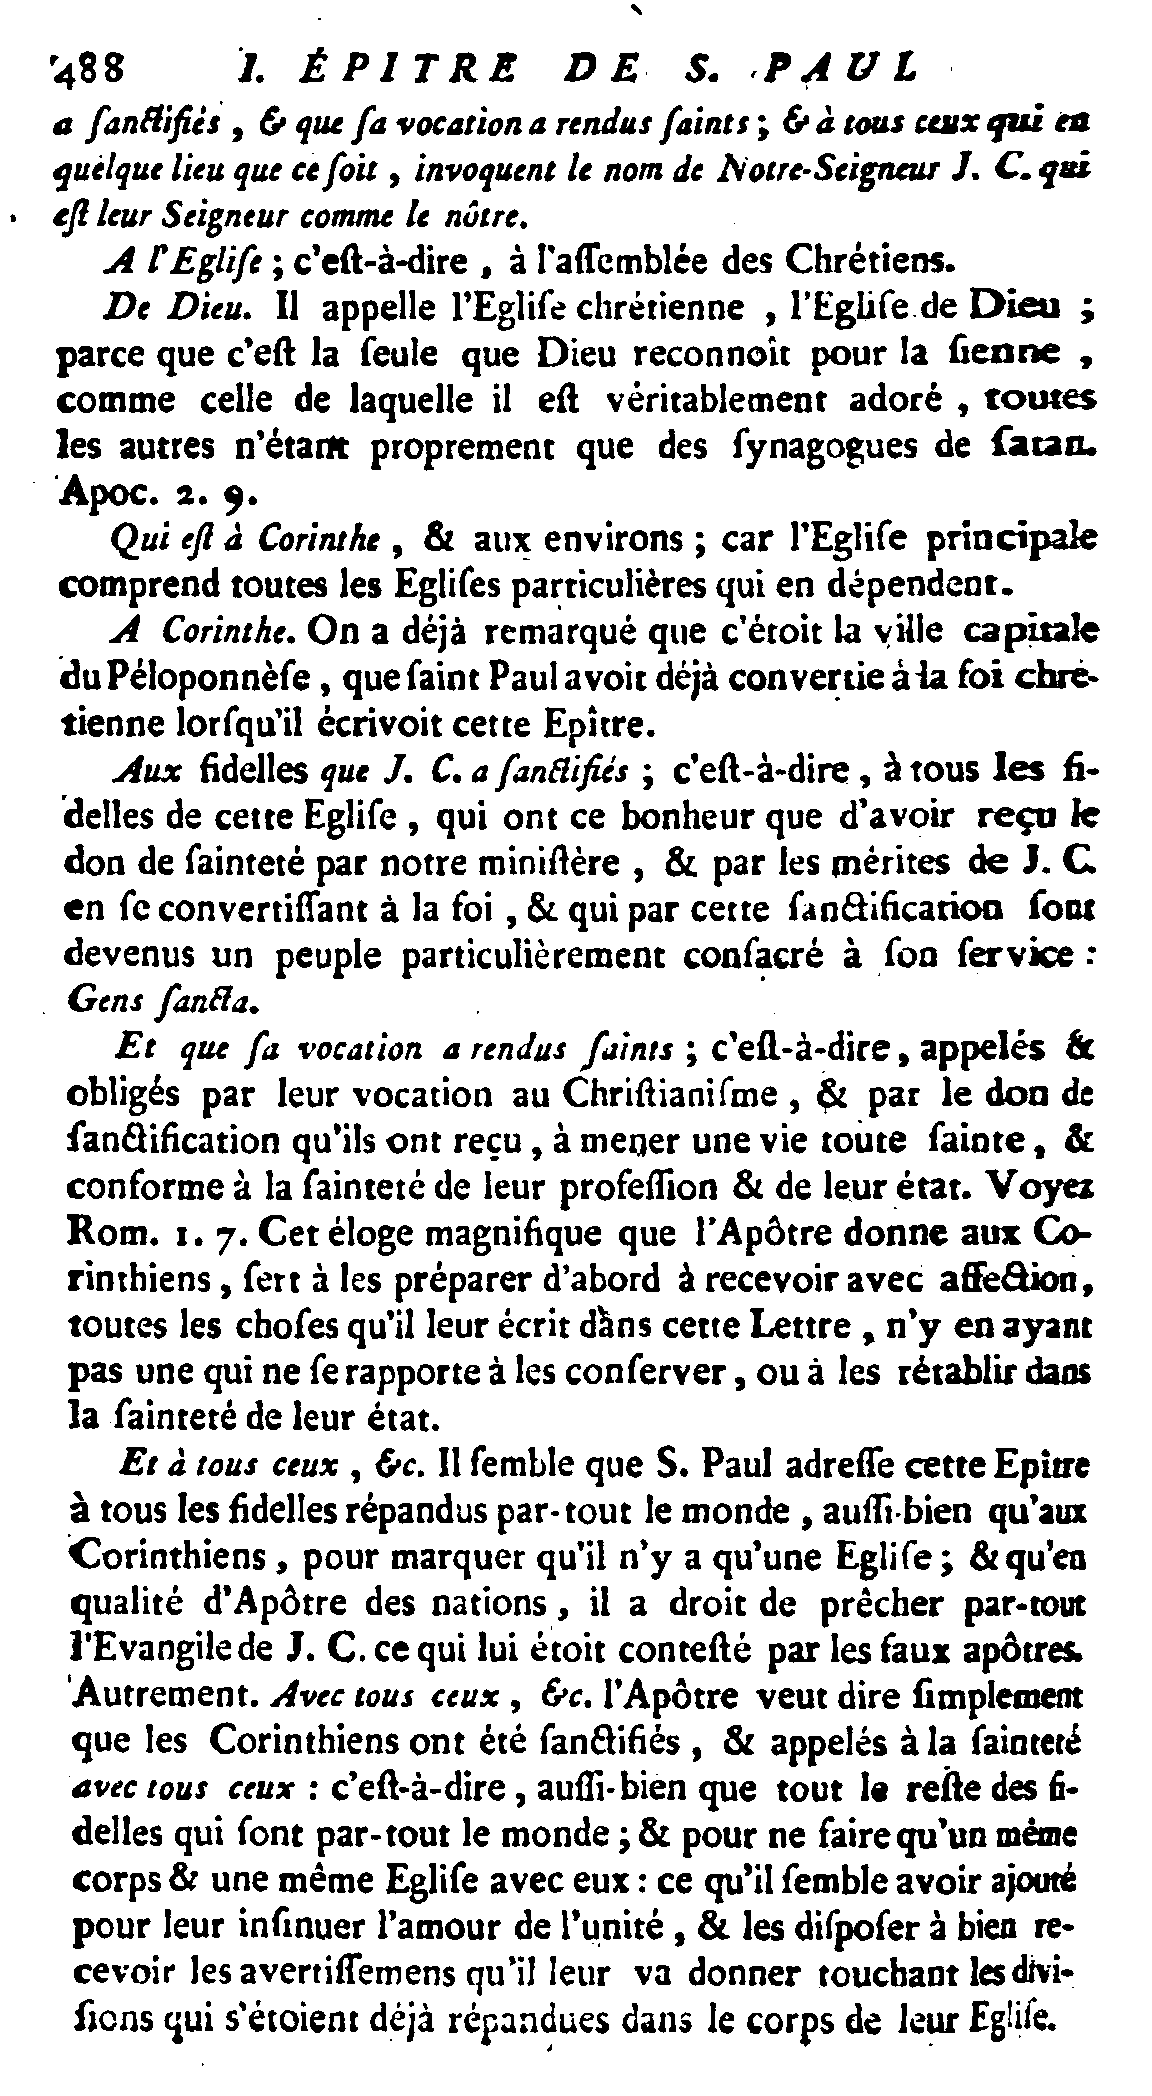 488 I. ÉPITRE DE S. PAUL
a ſanctifiés, & que ſa vocation a rendus ſaints; & à tous ceux qui en
quelque lieu que ce ſoit, invoquent le nom de Notre-Seigneur J. C. qui
eſt leur Seigneur comme le nôtre.
A l'Egliſe; c'eſt-à-dire, à l'aſſemblée des Chrétiens.
De Dieu. Il appelle l'Egliſe chrétienne, l'Egliſe de Dieu;
parce que c'eſt la ſeule que Dieu reconnoît pour la ſienne,
comme celle de laquelle il eſt véritablement adoré, toutes
les autres n'étant proprement que des ſynagogues de ſatan.
Apoc. 2. 9.
Qui eſt à Corinthe, & aux environs; car l'Egliſe principale
comprend toutes les Egliſes particulières qui en dépendent.
A Corinthe. On a déjà remarqué que c'étoit la ville capitale
du Péloponnèſe, que ſaint Paul avoit déjà convertie à la foi chré-
tienne lorſqu'il écrivoit cette Epître.
Aux fidelles que J. C. a ſanctifiés; c'eſt-à-dire, à tous les fi-
delles de cette Egliſe, qui ont ce bonheur que d'avoir reçu le
don de ſainteté par notre miniſtère, & par les mérites de J. C.
en ſe convertiſſant à la foi, & qui par cette ſanctification ſont
devenus un peuple particulièrement conſacré à ſon ſervice:
Gens ſancta.
Et que ſa vocation a rendus ſaints; c'eſt-à-dire, appelés &
obligés par leur vocation au Chriſtianiſme, & par le don de
ſanctification qu'ils ont reçu, à mener une vie toute ſainte, &
conforme à la ſainteté de leur profeſſion & de leur état. Voyez
Rom. 1. 7. Cet éloge magnifique que l'Apôtre donne aux Co-
rinthiens, ſert à les préparer d'abord à recevoir avec affection,
toutes les choſes qu'il leur écrit dans cette Lettre, n'y en ayant
pas une qui ne ſe rapporte à les conſerver, ou à les rétablir dans
la ſainteté de leur état.
Et à tous ceux, &c. Il ſemble que S. Paul adreſſe cette Epître
à tous les fidelles répandus par-tout le monde, auſſi-bien qu'aux
Corinthiens, pour marquer qu'il n'y a qu'une Egliſe; & qu'en
qualité d'Apôtre des nations, il a droit de prêcher par-tout
l'Evangile de J. C. ce qui lui étoit conteſté par les faux apôtres.
Autrement. Avec tous ceux, &c. l'Apôtre veut dire ſimplement
que les Corinthiens ont été ſanctifiés, & appelés à la ſainteté
avec tous ceux: c'eſt-à-dire, auſſi-bien que tout le reſte des fi-
delles qui ſont par-tout le monde; & pour ne faire qu'un même
corps & une même Egliſe avec eux: ce qu'il ſemble avoir ajouté
pour leur inſinuer l'amour de l'unité, & les diſpoſer à bien re-
cevoir les avertiſſemens qu'il leur va donner touchant les divi-
ſions qui s'étoient déjà répandues dans le corps de leur Egliſe.